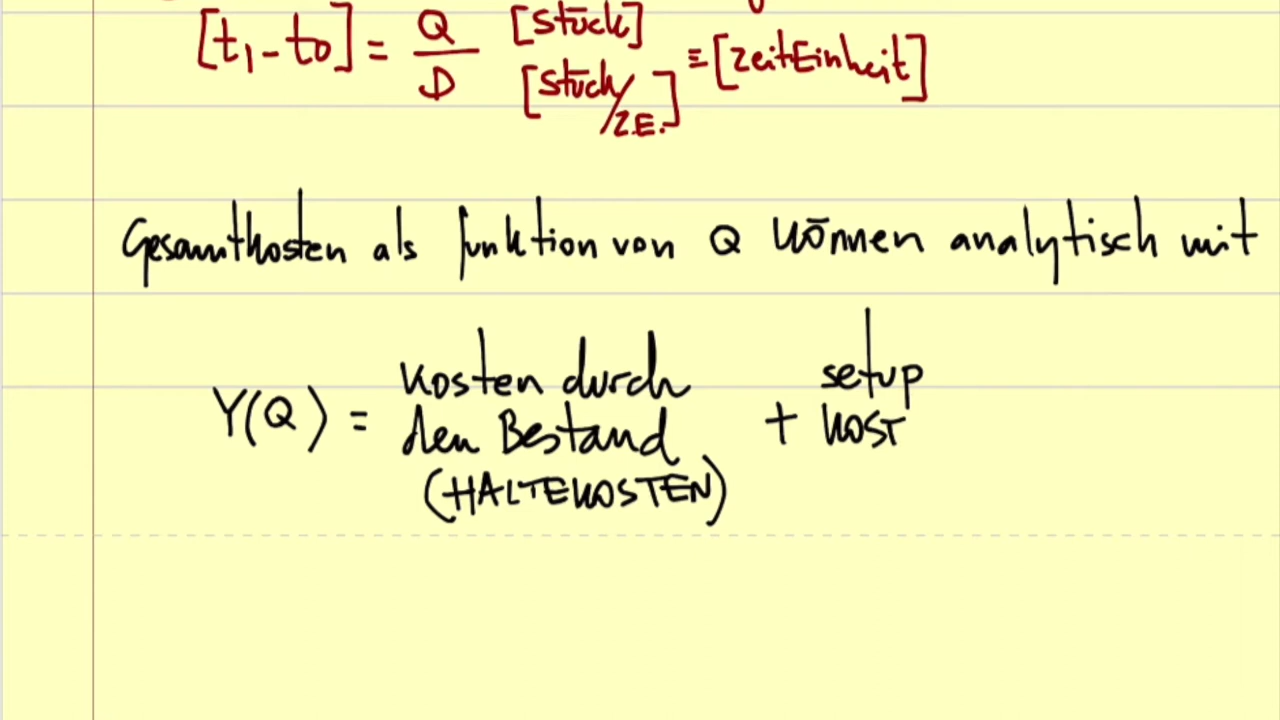 [t₁-t0] = Q/D [Stück] / [Stück/Z.E.] = [ZeitEinheit]
Gesamtkosten als funktion von Q können analytisch mit
Y(Q) = kosten durch den Bestand (HALTEKOSTEN) + setup kost